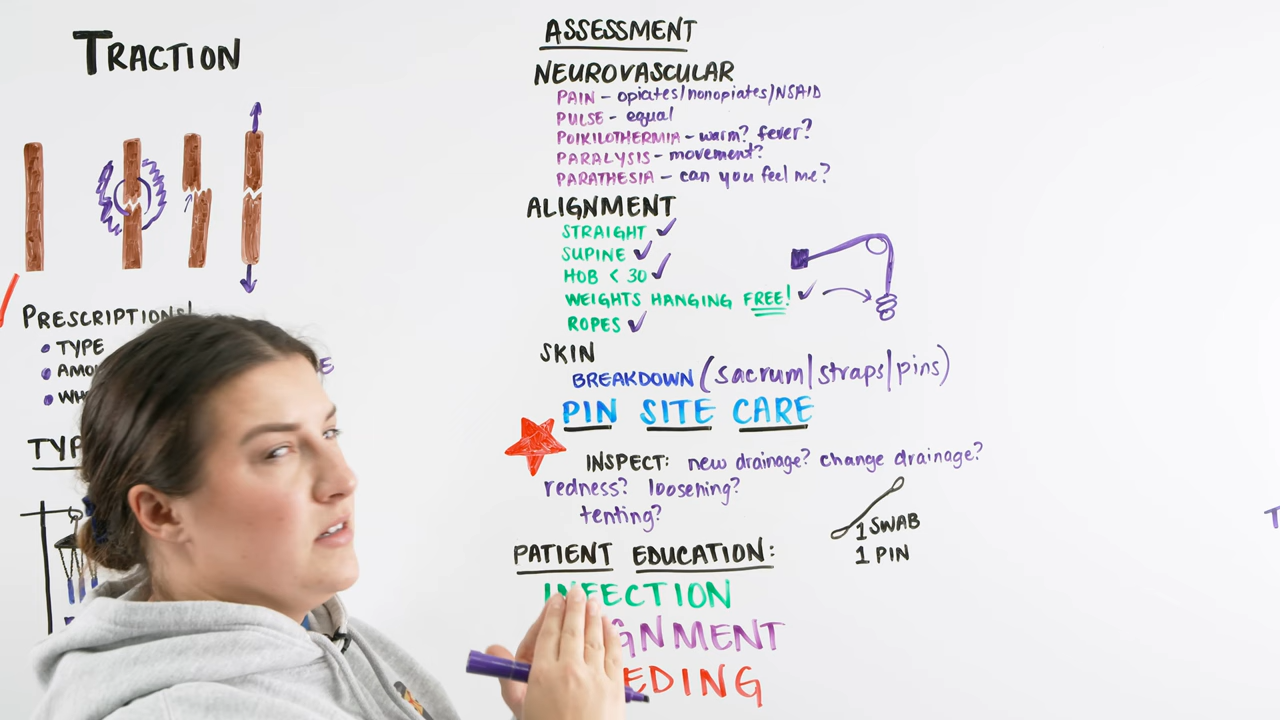 TRACTION
PRESCRIPTIONS!
• TYPE
ASSESSMENT
NEUROVASCULAR
PAIN – opiates/nonopiates/NSAID
PULSE – equal
POIKILOTHERMIA – warm? fever?
PARALYSIS – movement?
PARATHESIA – can you feel me?
ALIGNMENT
STRAIGHT ✓
SUPINE ✓
HOB < 30 ✓
WEIGHTS HANGING FREE! ✓
ROPES ✓
SKIN
BREAKDOWN (sacrum/straps/pins)
PIN SITE CARE
INSPECT: new drainage? change drainage?
redness? loosening?
tenting?
1 SWAB
1 PIN
PATIENT EDUCATION:
INFECTION